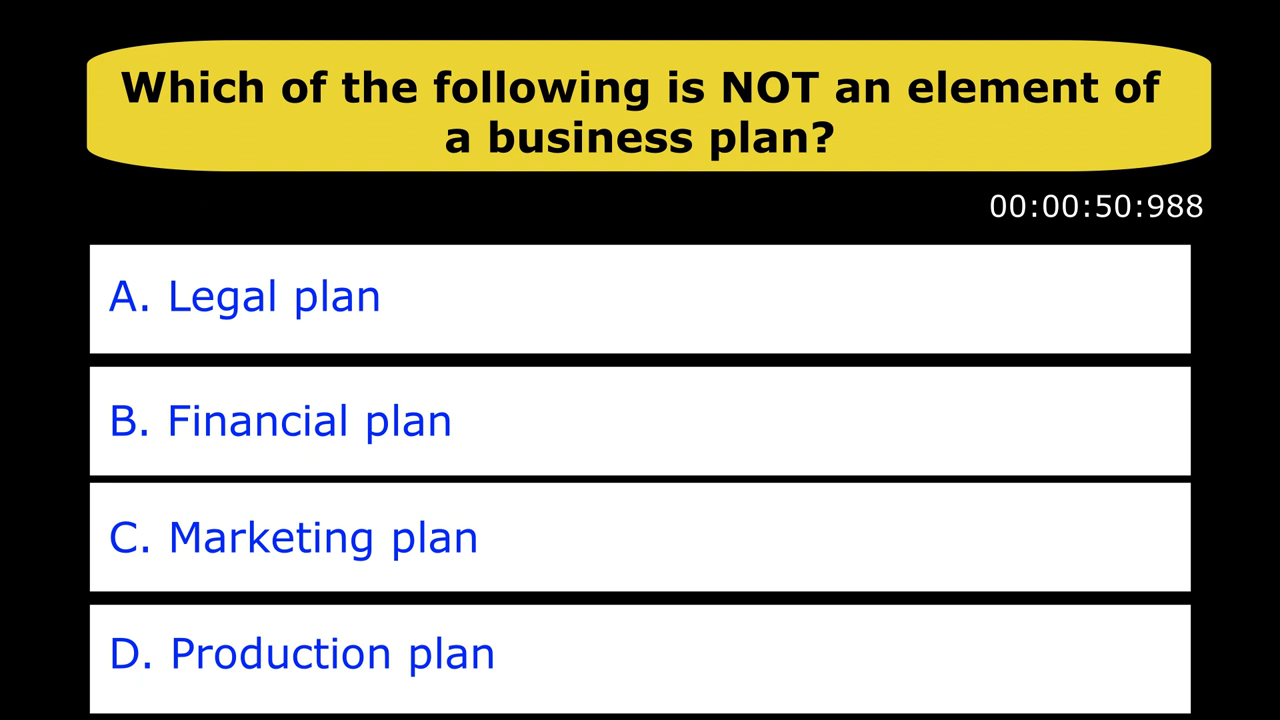 Which of the following is NOT an element of
a business plan?
00:00:50:988
A. Legal plan
B. Financial plan
C. Marketing plan
D. Production plan